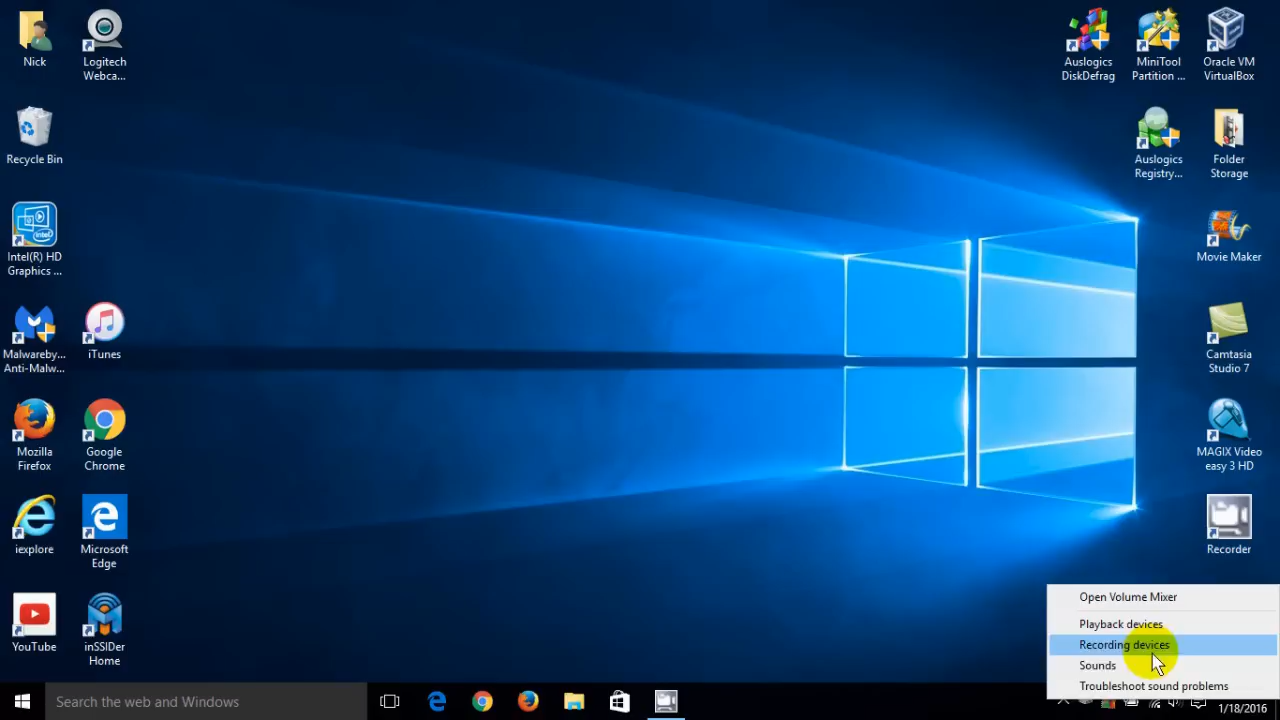 Nick
Logitech
Webca...
Recycle Bin
Intel(R) HD
Graphics ...
Malwareby...
Anti-Malw...
iTunes
Mozilla
Firefox
Google
Chrome
iexplore
Microsoft
Edge
YouTube
inSSIDer
Home
Auslogics
DiskDefrag
MiniTool
Partition ...
Oracle VM
VirtualBox
Auslogics
Registry...
Folder
Storage
Movie Maker
Camtasia
Studio 7
MAGIX Video
easy 3 HD
Recorder
Open Volume Mixer
Playback devices
Recording devices
Sounds
Troubleshoot sound problems
Search the web and Windows
1/18/2016